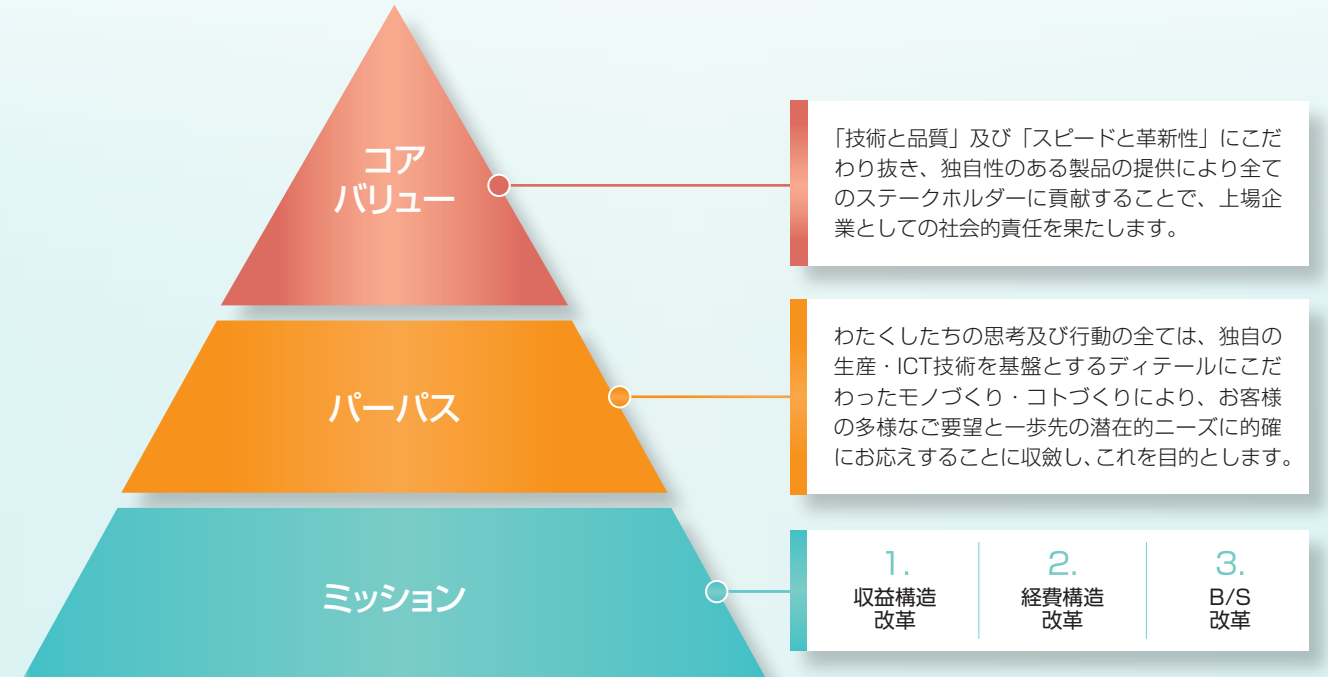 コア
バリュー
「技術と品質」及び「スピードと革新性」にこだ
わり抜き、独自性のある製品の提供により全て
のステークホルダーに貢献することで、上場企
業としての社会的責任を果たします。
パーパス
わたくしたちの思考及び行動の全ては、独自の
生産・ICT技術を基盤とするディテールにこだ
わったモノづくり・コトづくりにより、お客様
の多様なご要望と一歩先の潜在的ニーズに的確
にお応えすることに収斂し、これを目的とします。
ミッション
1.
収益構造
改革
2.
経費構造
改革
3.
B/S
改革